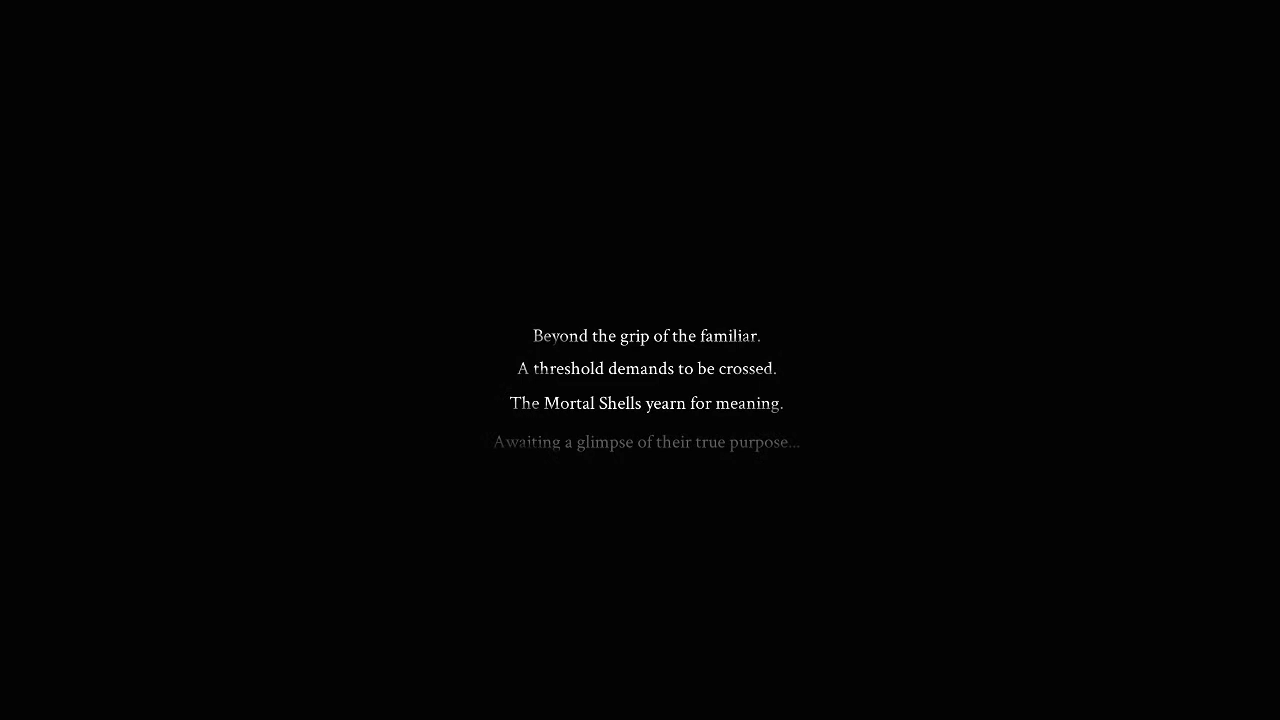 Beyond the grip of the familiar.
A threshold demands to be crossed.
The Mortal Shells yearn for meaning.
Awaiting a glimpse of their true purpose...